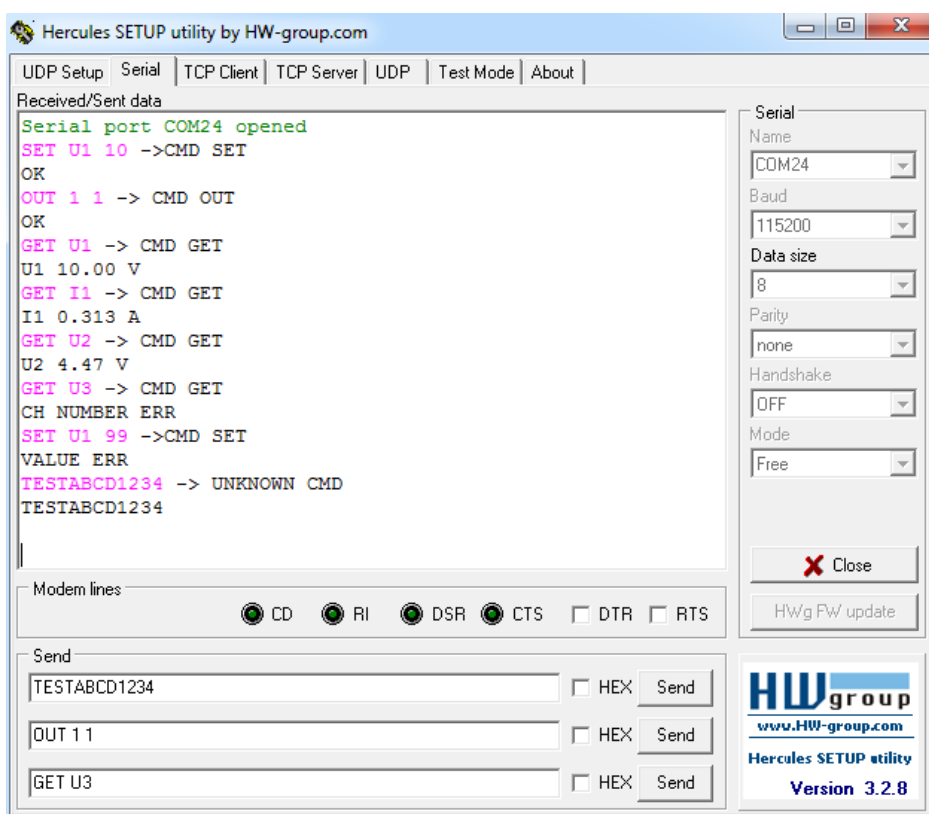 Hercules SETUP utility by HW-group.com
UDP Setup Serial TCP Client TCP Server UDP Test Mode About
Received/Sent data
Serial port COM24 opened
SET U1 10 ->CMD SET
OK
OUT 1 1 -> CMD OUT
OK
GET U1 -> CMD GET
U1 10.00 V
GET I1 -> CMD GET
I1 0.313 A
GET U2 -> CMD GET
U2 4.47 V
GET U3 -> CMD GET
CH NUMBER ERR
SET U1 99 ->CMD SET
VALUE ERR
TESTABCD1234 -> UNKNOWN CMD
TESTABCD1234
Serial
Name
COM24
Baud
115200
Data size
8
Parity
none
Handshake
OFF
Mode
Free
Close
HWg FW update
Modem lines
CD RI DSR CTS DTR RTS
Send
TESTABCD1234 HEX Send
OUT 1 1 HEX Send
GET U3 HEX Send
HW group
www.HW-group.com
Hercules SETUP utility
Version 3.2.8